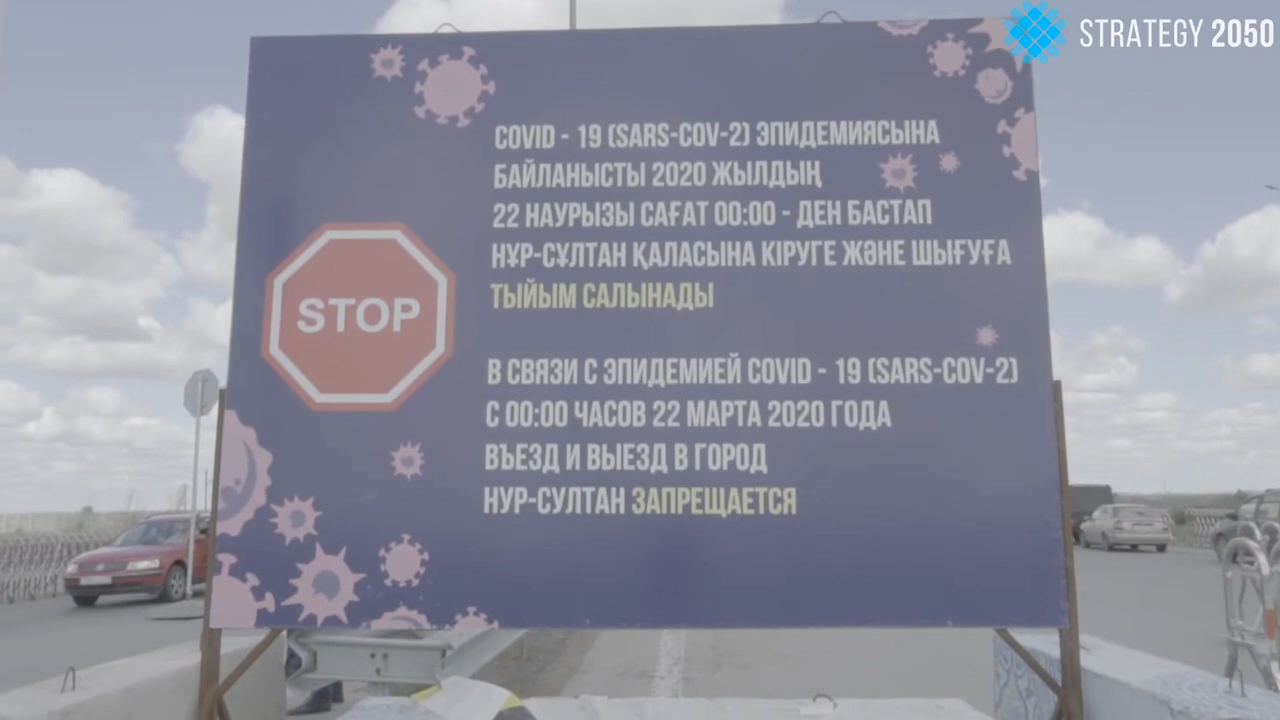 STRATEGY 2050
COVID - 19 (SARS-COV-2) ЭПИДЕМИЯСЫНА
БАЙЛАНЫСТЫ 2020 ЖЫЛДЫҢ
22 НАУРЫЗЫ САҒАТ 00:00 - ДЕН БАСТАП
НҰР-СҰЛТАН ҚАЛАСЫНА КІРУГЕ ЖӘНЕ ШЫҒУҒА
ТЫЙЫМ САЛЫНАДЫ
STOP
В СВЯЗИ С ЭПИДЕМИЕЙ COVID - 19 (SARS-COV-2)
С 00:00 ЧАСОВ 22 МАРТА 2020 ГОДА
ВЪЕЗД И ВЫЕЗД В ГОРОД
НУР-СУЛТАН ЗАПРЕЩАЕТСЯ